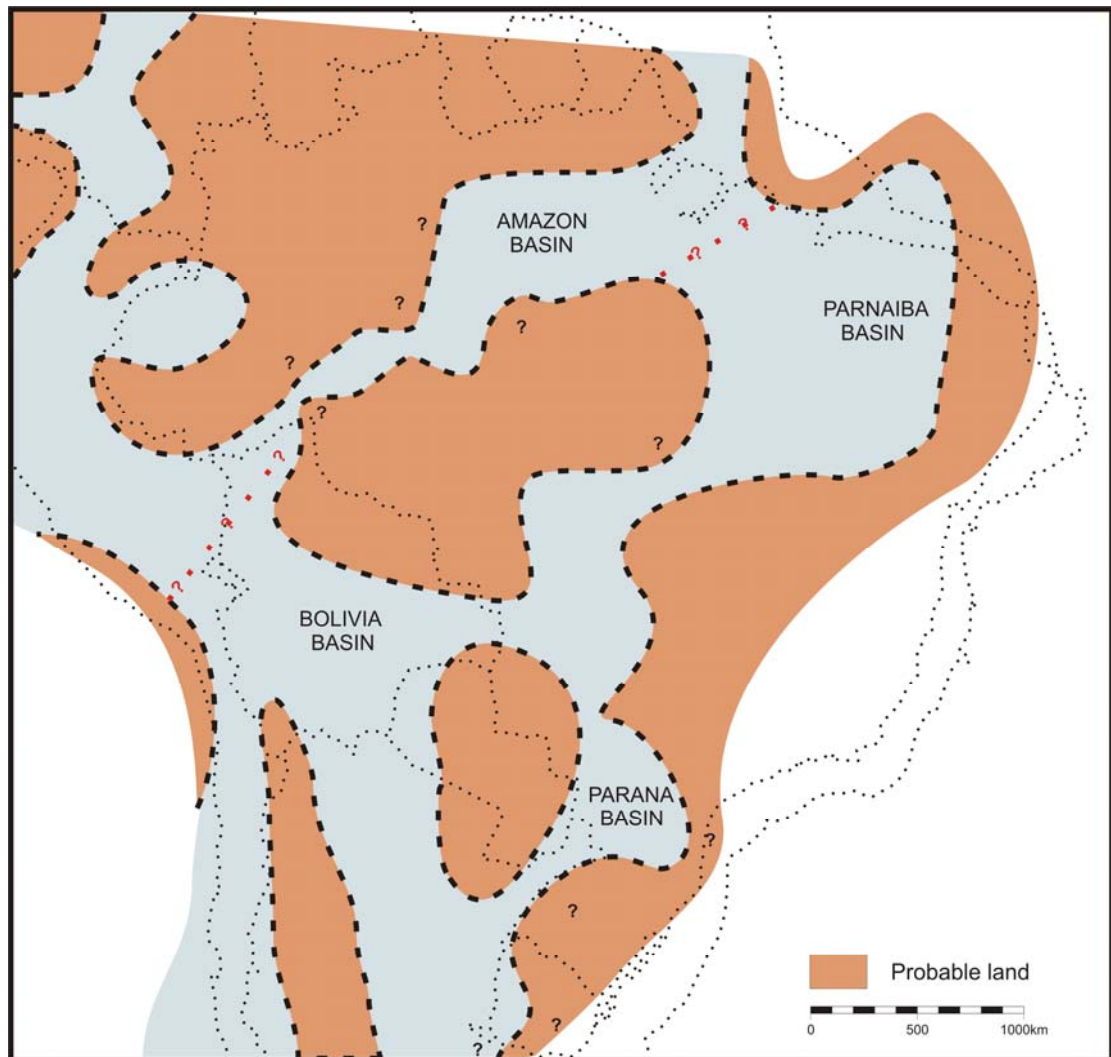 ?
AMAZON
BASIN
?
?
?
?
PARNAIBA
BASIN
?
?
?
?
?
?
?
BOLIVIA
BASIN
PARANA
BASIN
?
?
Probable land
0
500
1000km
?
?